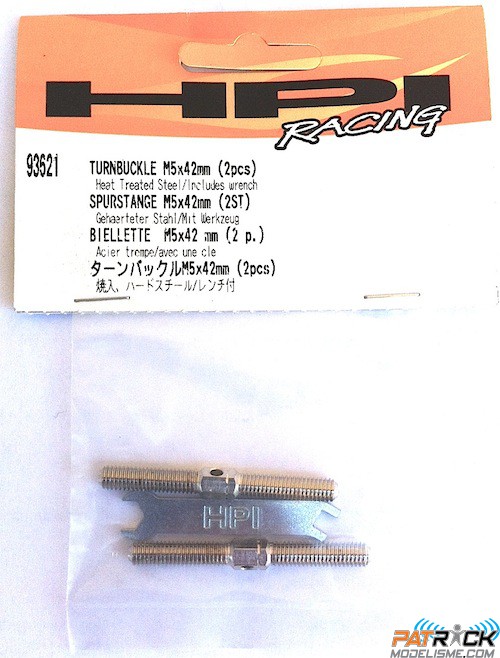 HPI
RACING
93621
TURNBUCKLE M5x42mm (2pcs)
Heat Treated Steel/Includes wrench
SPURSTANGE M5x42mm (2ST)
Gehaerteter Stahl/Mit Werkzeug
BIELLETTE M5x42 mm (2 p.)
Acier trempe/avec une cle
ターンバックルM5x42mm (2pcs)
焼入、ハードスチール/レンチ付
HPI
PATRICK
MODELISME.COM